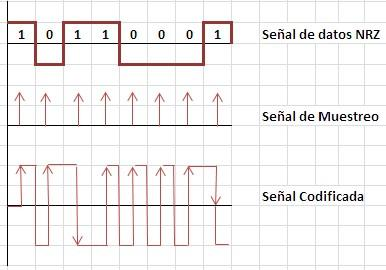 1 0 1 1 0 0 0 1 Señal de datos NRZ
Señal de Muestreo
Señal Codificada